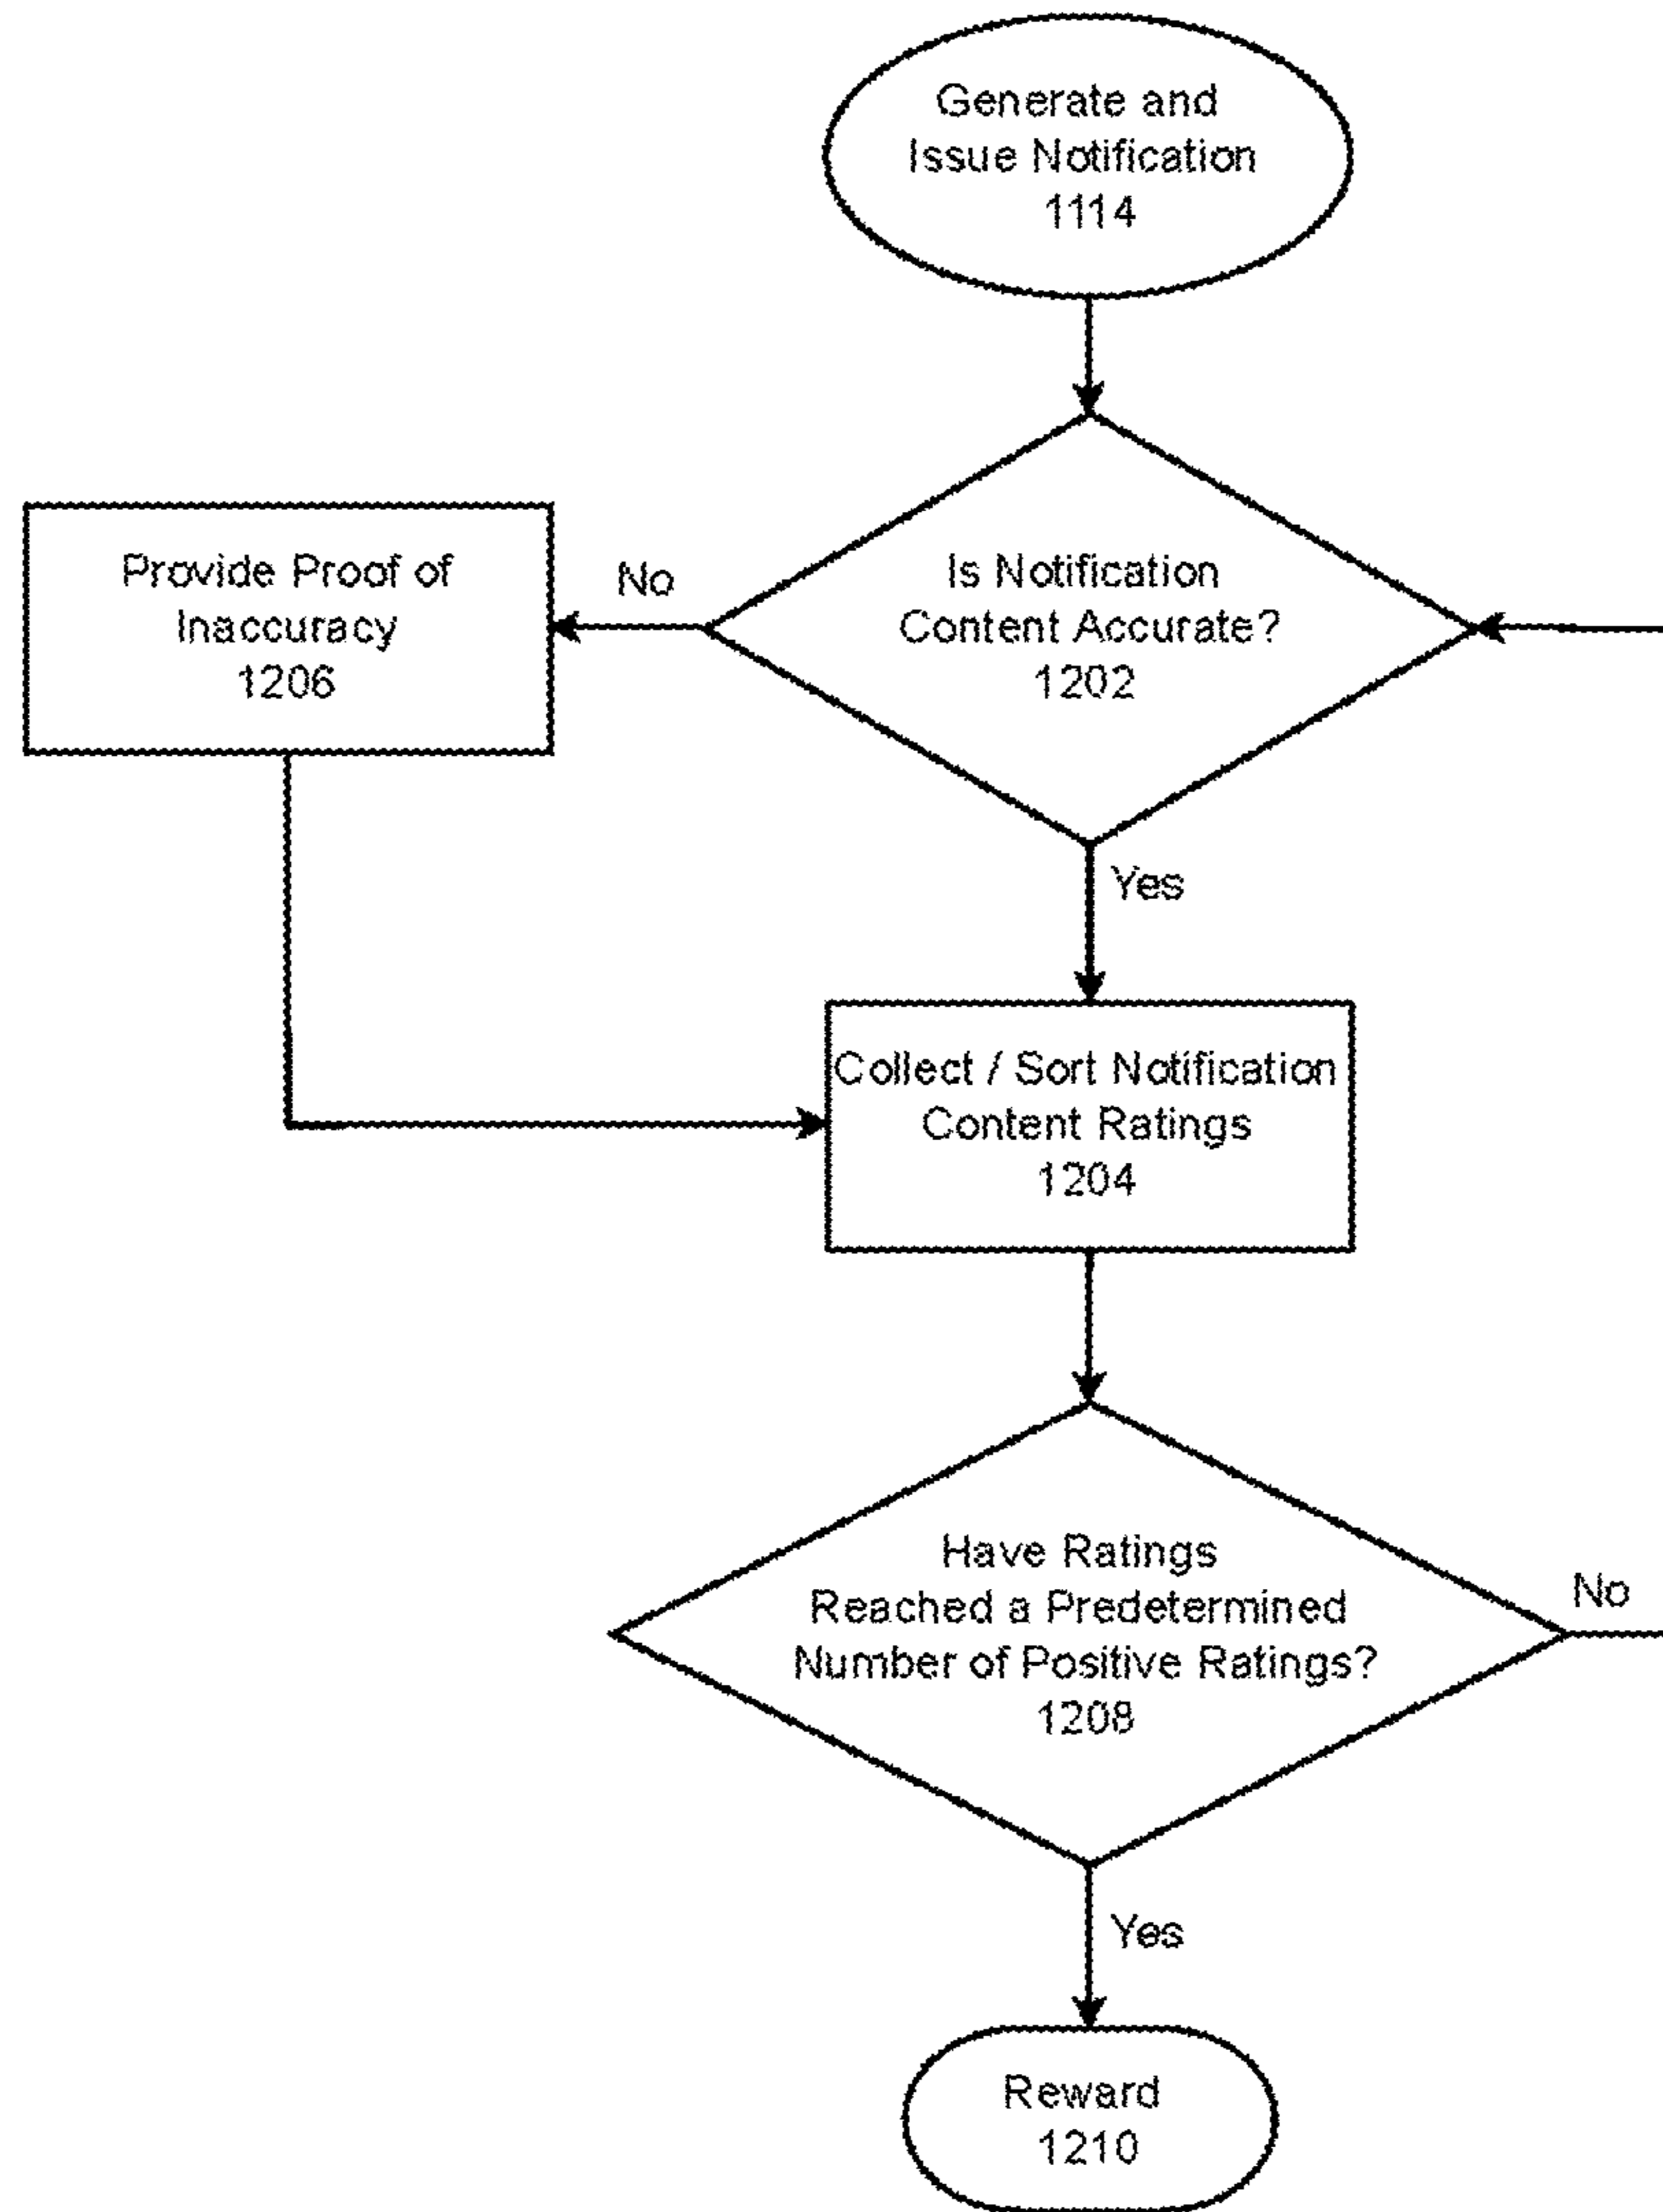 Generate and
Issue Notification
1114
Provide Proof of
Inaccuracy
1206
No
Is Notification
Content Accurate?
1202
Yes
Collect / Sort Notification
Content Ratings
1204
Have Ratings
Reached a Predetermined
Number of Positive Ratings?
1208
No
Yes
Reward
1210